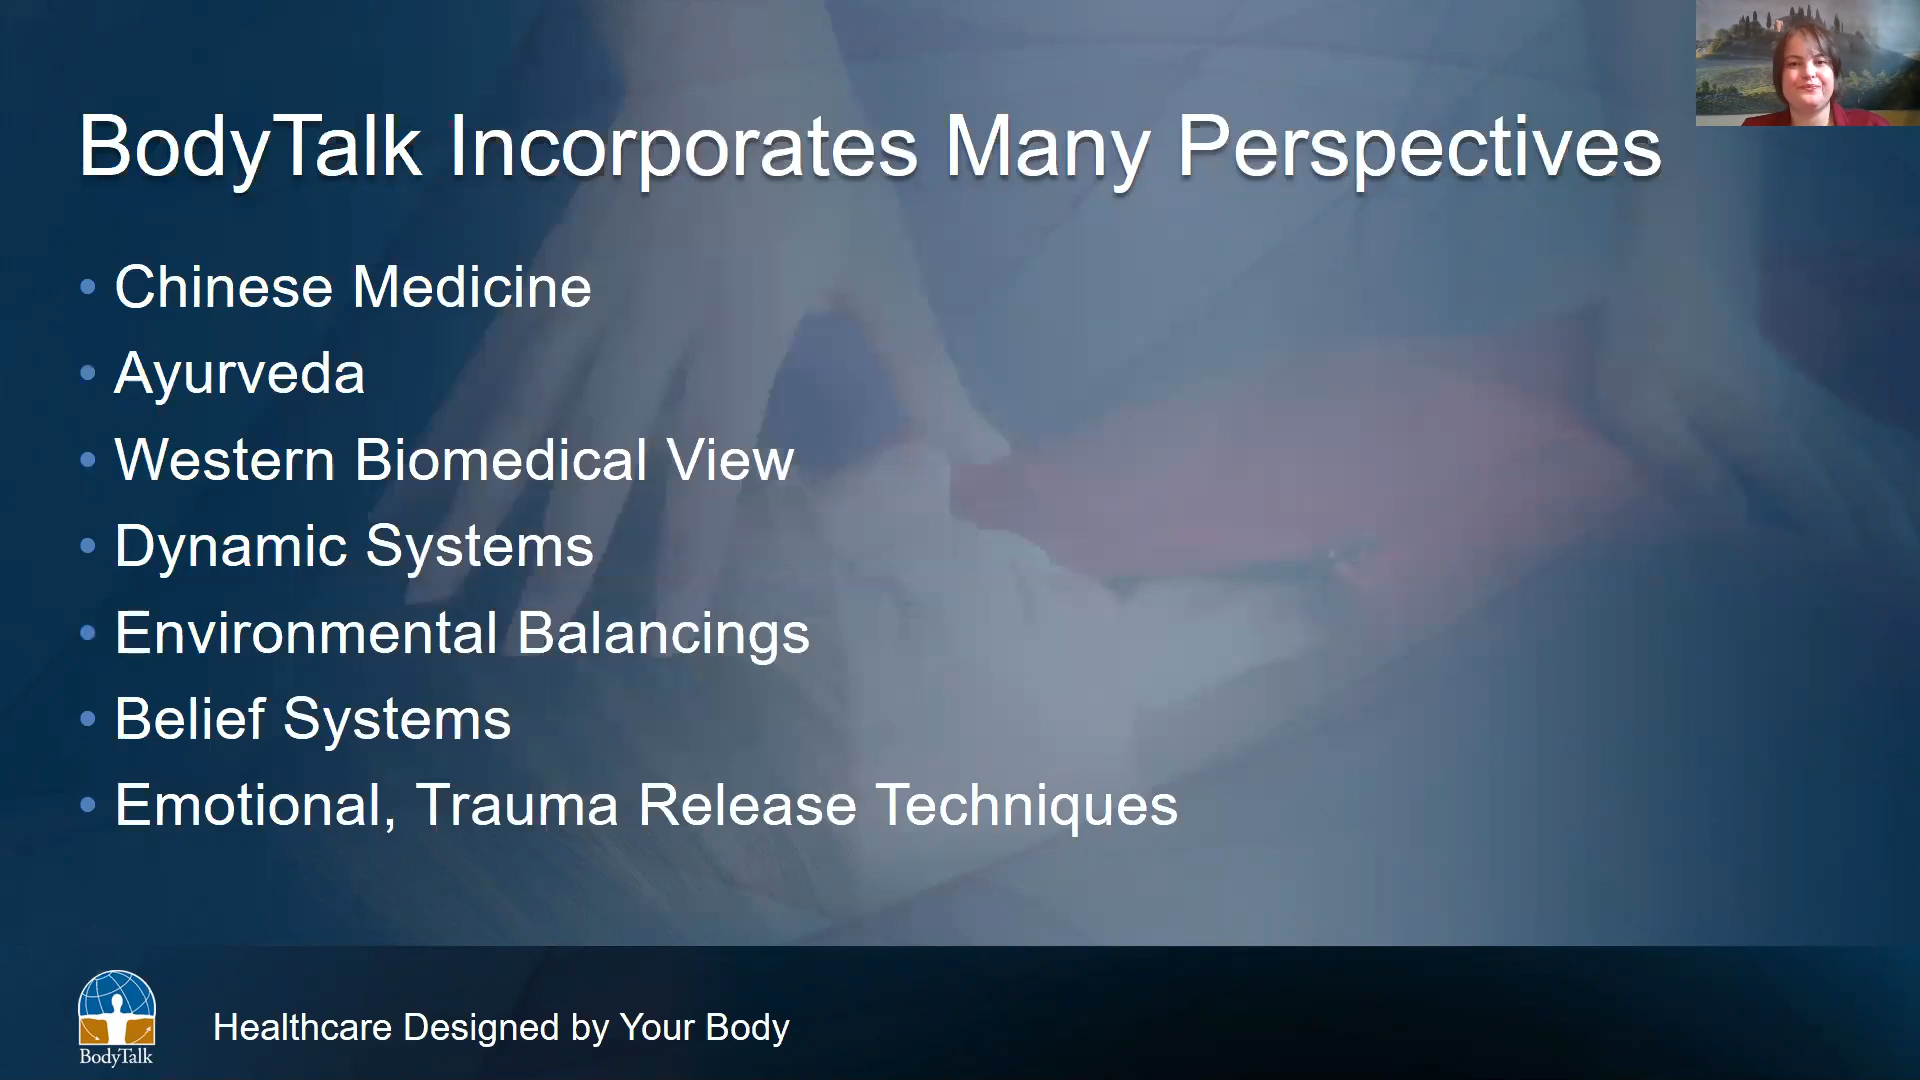 BodyTalk Incorporates Many Perspectives
• Chinese Medicine
• Ayurveda
• Western Biomedical View
• Dynamic Systems
• Environmental Balancings
• Belief Systems
• Emotional, Trauma Release Techniques
Healthcare Designed by Your Body
BodyTalk